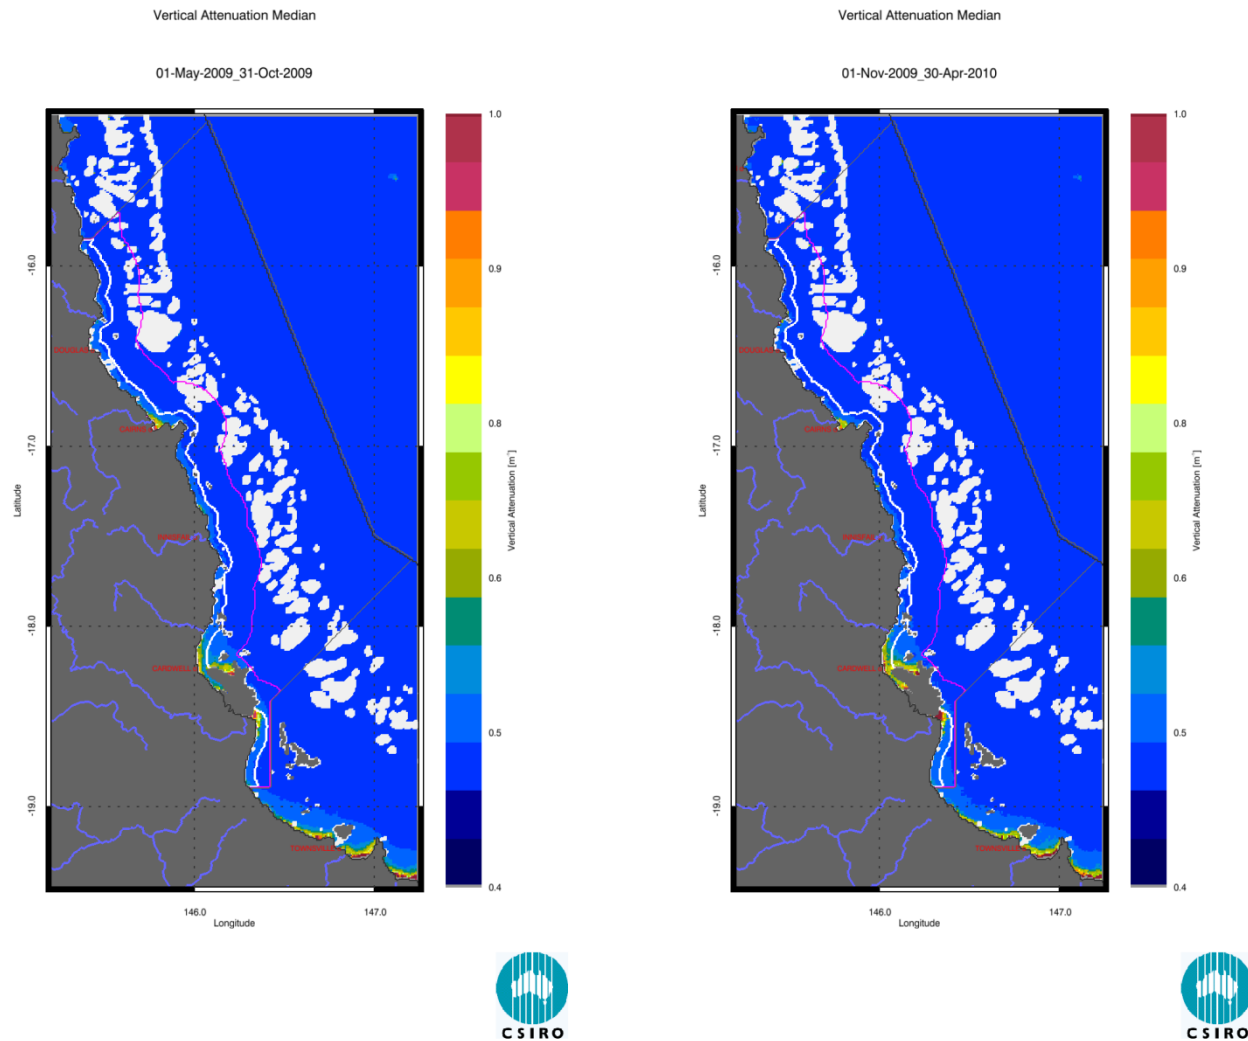 Vertical Attenuation Median
01-May-2009_31-Oct-2009
1.0
0.9
0.8
0.6
0.5
0.4
Vertical Attenuation [m⁻]
-16.0
-17.0
-18.0
-19.0
Latitude
DOUGLAS
CAIRNS
CARDWELL
TOWNSVILLE
146.0
147.0
Longitude
CSIRO
Vertical Attenuation Median
01-Nov-2009_30-Apr-2010
1.0
0.9
0.8
0.6
0.5
0.4
Vertical Attenuation [m⁻]
-16.0
-17.0
-18.0
-19.0
Latitude
DOUGLAS
CAIRNS
CARDWELL
TOWNSVILLE
146.0
147.0
Longitude
CSIRO